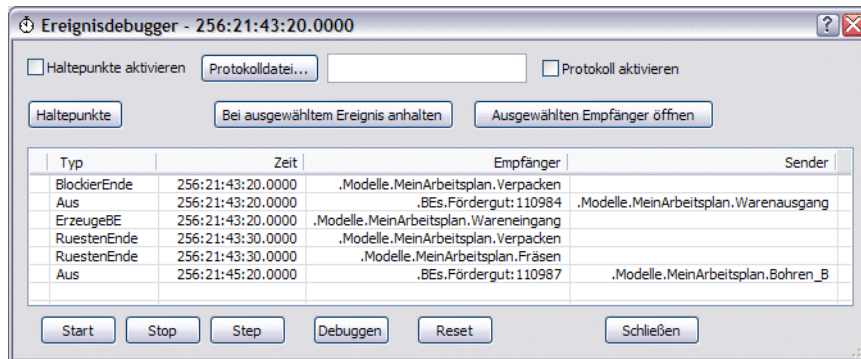 Ereignisdebugger - 256:21:43:20.0000
Haltepunkte aktivieren Protokolldatei... Protokoll aktivieren
Haltepunkte Bei ausgewähltem Ereignis anhalten Ausgewählten Empfänger öffnen
Typ Zeit Empfänger Sender
BlockierEnde 256:21:43:20.0000 .Modelle.MeinArbeitsplan.Verpacken
Aus 256:21:43:20.0000 .BEs.Fördergut:110984 .Modelle.MeinArbeitsplan.Warenausgang
ErzeugeBE 256:21:43:20.0000 .Modelle.MeinArbeitsplan.Wareneingang
RuestenEnde 256:21:43:30.0000 .Modelle.MeinArbeitsplan.Verpacken
RuestenEnde 256:21:43:30.0000 .Modelle.MeinArbeitsplan.Fräsen
Aus 256:21:45:20.0000 .BEs.Fördergut:110987 .Modelle.MeinArbeitsplan.Bohren_B
Start Stop Step Debuggen Reset Schließen